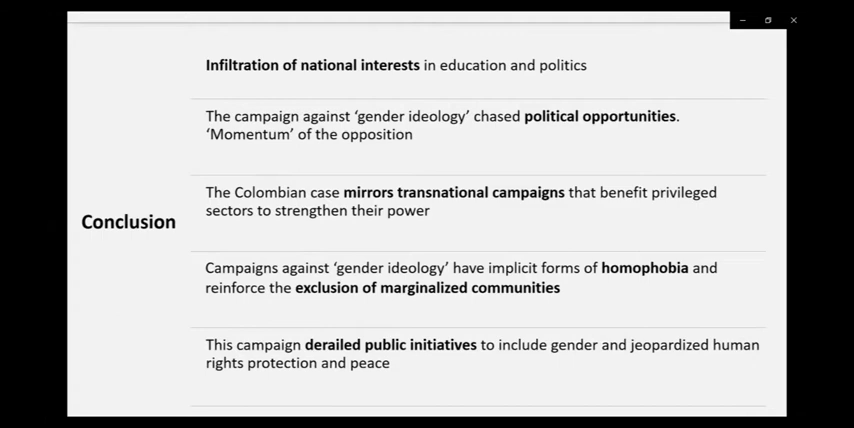 Infiltration of national interests in education and politics
The campaign against ‘gender ideology’ chased political opportunities.
‘Momentum’ of the opposition
The Colombian case mirrors transnational campaigns that benefit privileged
sectors to strengthen their power
Conclusion
Campaigns against ‘gender ideology’ have implicit forms of homophobia and
reinforce the exclusion of marginalized communities
This campaign derailed public initiatives to include gender and jeopardized human
rights protection and peace